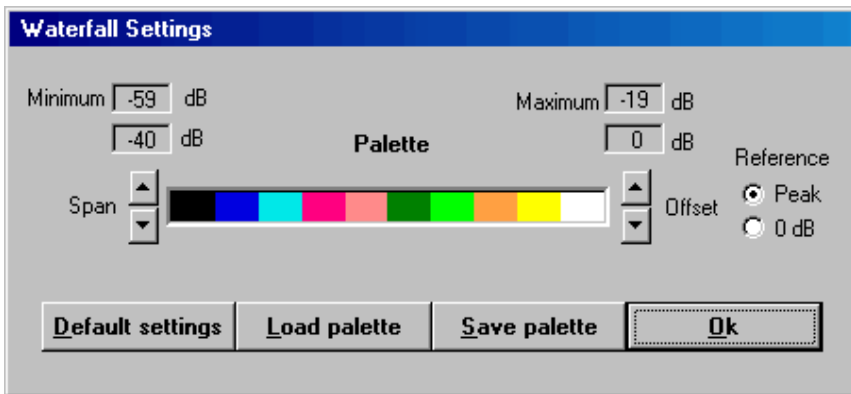 Waterfall Settings
Minimum -59 dB Maximum -19 dB
-40 dB Palette 0 dB
Reference
Span Offset Peak
0 dB
Default settings Load palette Save palette Ok